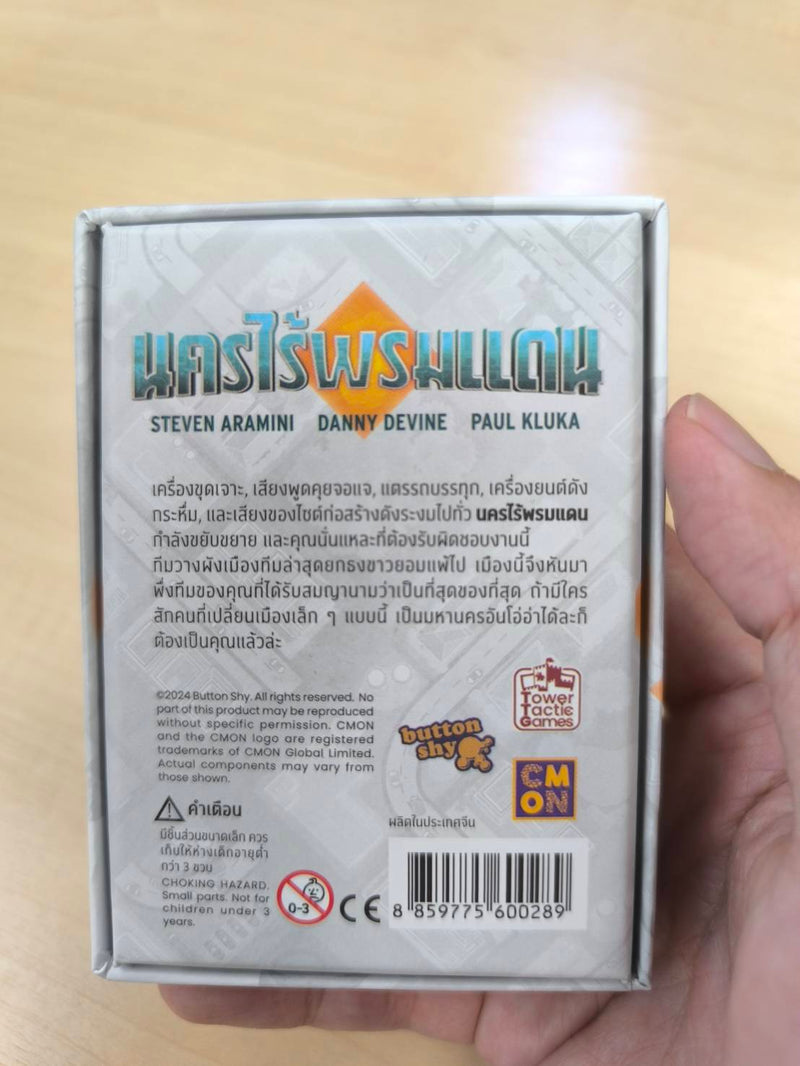 นครไร้พรมแดน
STEVEN ARAMINI DANNY DEVINE PAUL KLUKA
เครื่องขุดเจาะ, เสียงพูดคุยจอแจ, แตรรถบรรทุก, เครื่องยนต์ดัง
กระหึ่ม, และเสียงของไซต์ก่อสร้างดังระงมไปทั่ว นครไร้พรมแดน
กำลังขยับขยาย และคุณนั่นแหละที่ต้องรับผิดชอบงานนี้
ทีมวางผังเมืองทีมล่าสุดยกธงขาวยอมแพ้ไป เมืองนี้จึงหันมา
พึ่งทีมของคุณที่ได้รับสมญานามว่าเป็นที่สุดของที่สุด ถ้ามีใคร
สักคนที่เปลี่ยนเมืองเล็ก ๆ แบบนี้ เป็นมหานครอันโอ่อ่าได้ละก็
ต้องเป็นคุณแล้วล่ะ
©2024 Button Shy. All rights reserved. No
part of this product may be reproduced
without specific permission. CMON
and the CMON logo are registered
trademarks of CMON Global Limited.
Actual components may vary from
those shown.
button
shy
Tower
Tactic
Games
CM
ON
คำเตือน
มีชิ้นส่วนขนาดเล็ก ควร
เก็บให้ห่างเด็กอายุต่ำ
กว่า 3 ขวบ
CHOKING HAZARD.
Small parts. Not for
children under 3
years.
0-3
CE
ผลิตในประเทศจีน
8 859775 600289